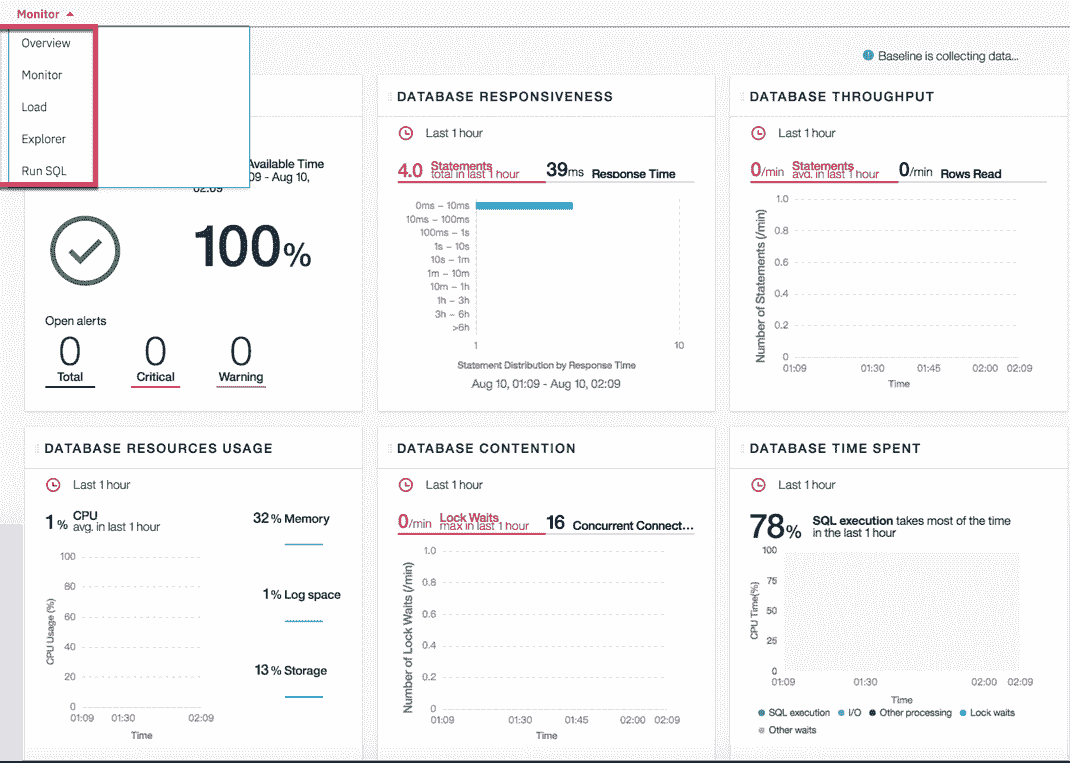 Monitor
Overview
Monitor
Load
Explorer
Run SQL
Baseline is collecting data...
Available Time
09 - Aug 10,
02:09
100%
Open alerts
0 0 0
Total Critical Warning
DATABASE RESPONSIVENESS
Last 1 hour
4.0 Statements
total in last 1 hour
39ms Response Time
0ms – 10ms
10ms – 100ms
100ms – 1s
1s – 10s
10s – 1m
1m – 10m
10m – 1h
1h – 3h
3h – 6h
>6h
1 10
Statement Distribution by Response Time
Aug 10, 01:09 - Aug 10, 02:09
DATABASE THROUGHPUT
Last 1 hour
0/min Statements
avg. in last 1 hour
0/min Rows Read
Number of Statements (/min)
1.0
0.8
0.6
0.4
0.2
0
01:09 01:30 01:45 02:00 02:09
Time
DATABASE RESOURCES USAGE
Last 1 hour
1% CPU
avg. in last 1 hour
32% Memory
1% Log space
13% Storage
CPU Usage (%)
100
80
60
40
20
0
01:09 01:30 02:09
Time
DATABASE CONTENTION
Last 1 hour
0/min Lock Waits
max in last 1 hour
16 Concurrent Connect...
Number of Lock Waits (/min)
1.0
0.8
0.6
0.4
0.2
0
01:09 01:30 01:45 02:00 02:09
Time
DATABASE TIME SPENT
Last 1 hour
78% SQL execution takes most of the time
in the last 1 hour
CPU Time(%)
100
75
50
25
0
01:09 01:30 02:00 02:09
Time
SQL execution I/O Other processing Lock waits
Other waits